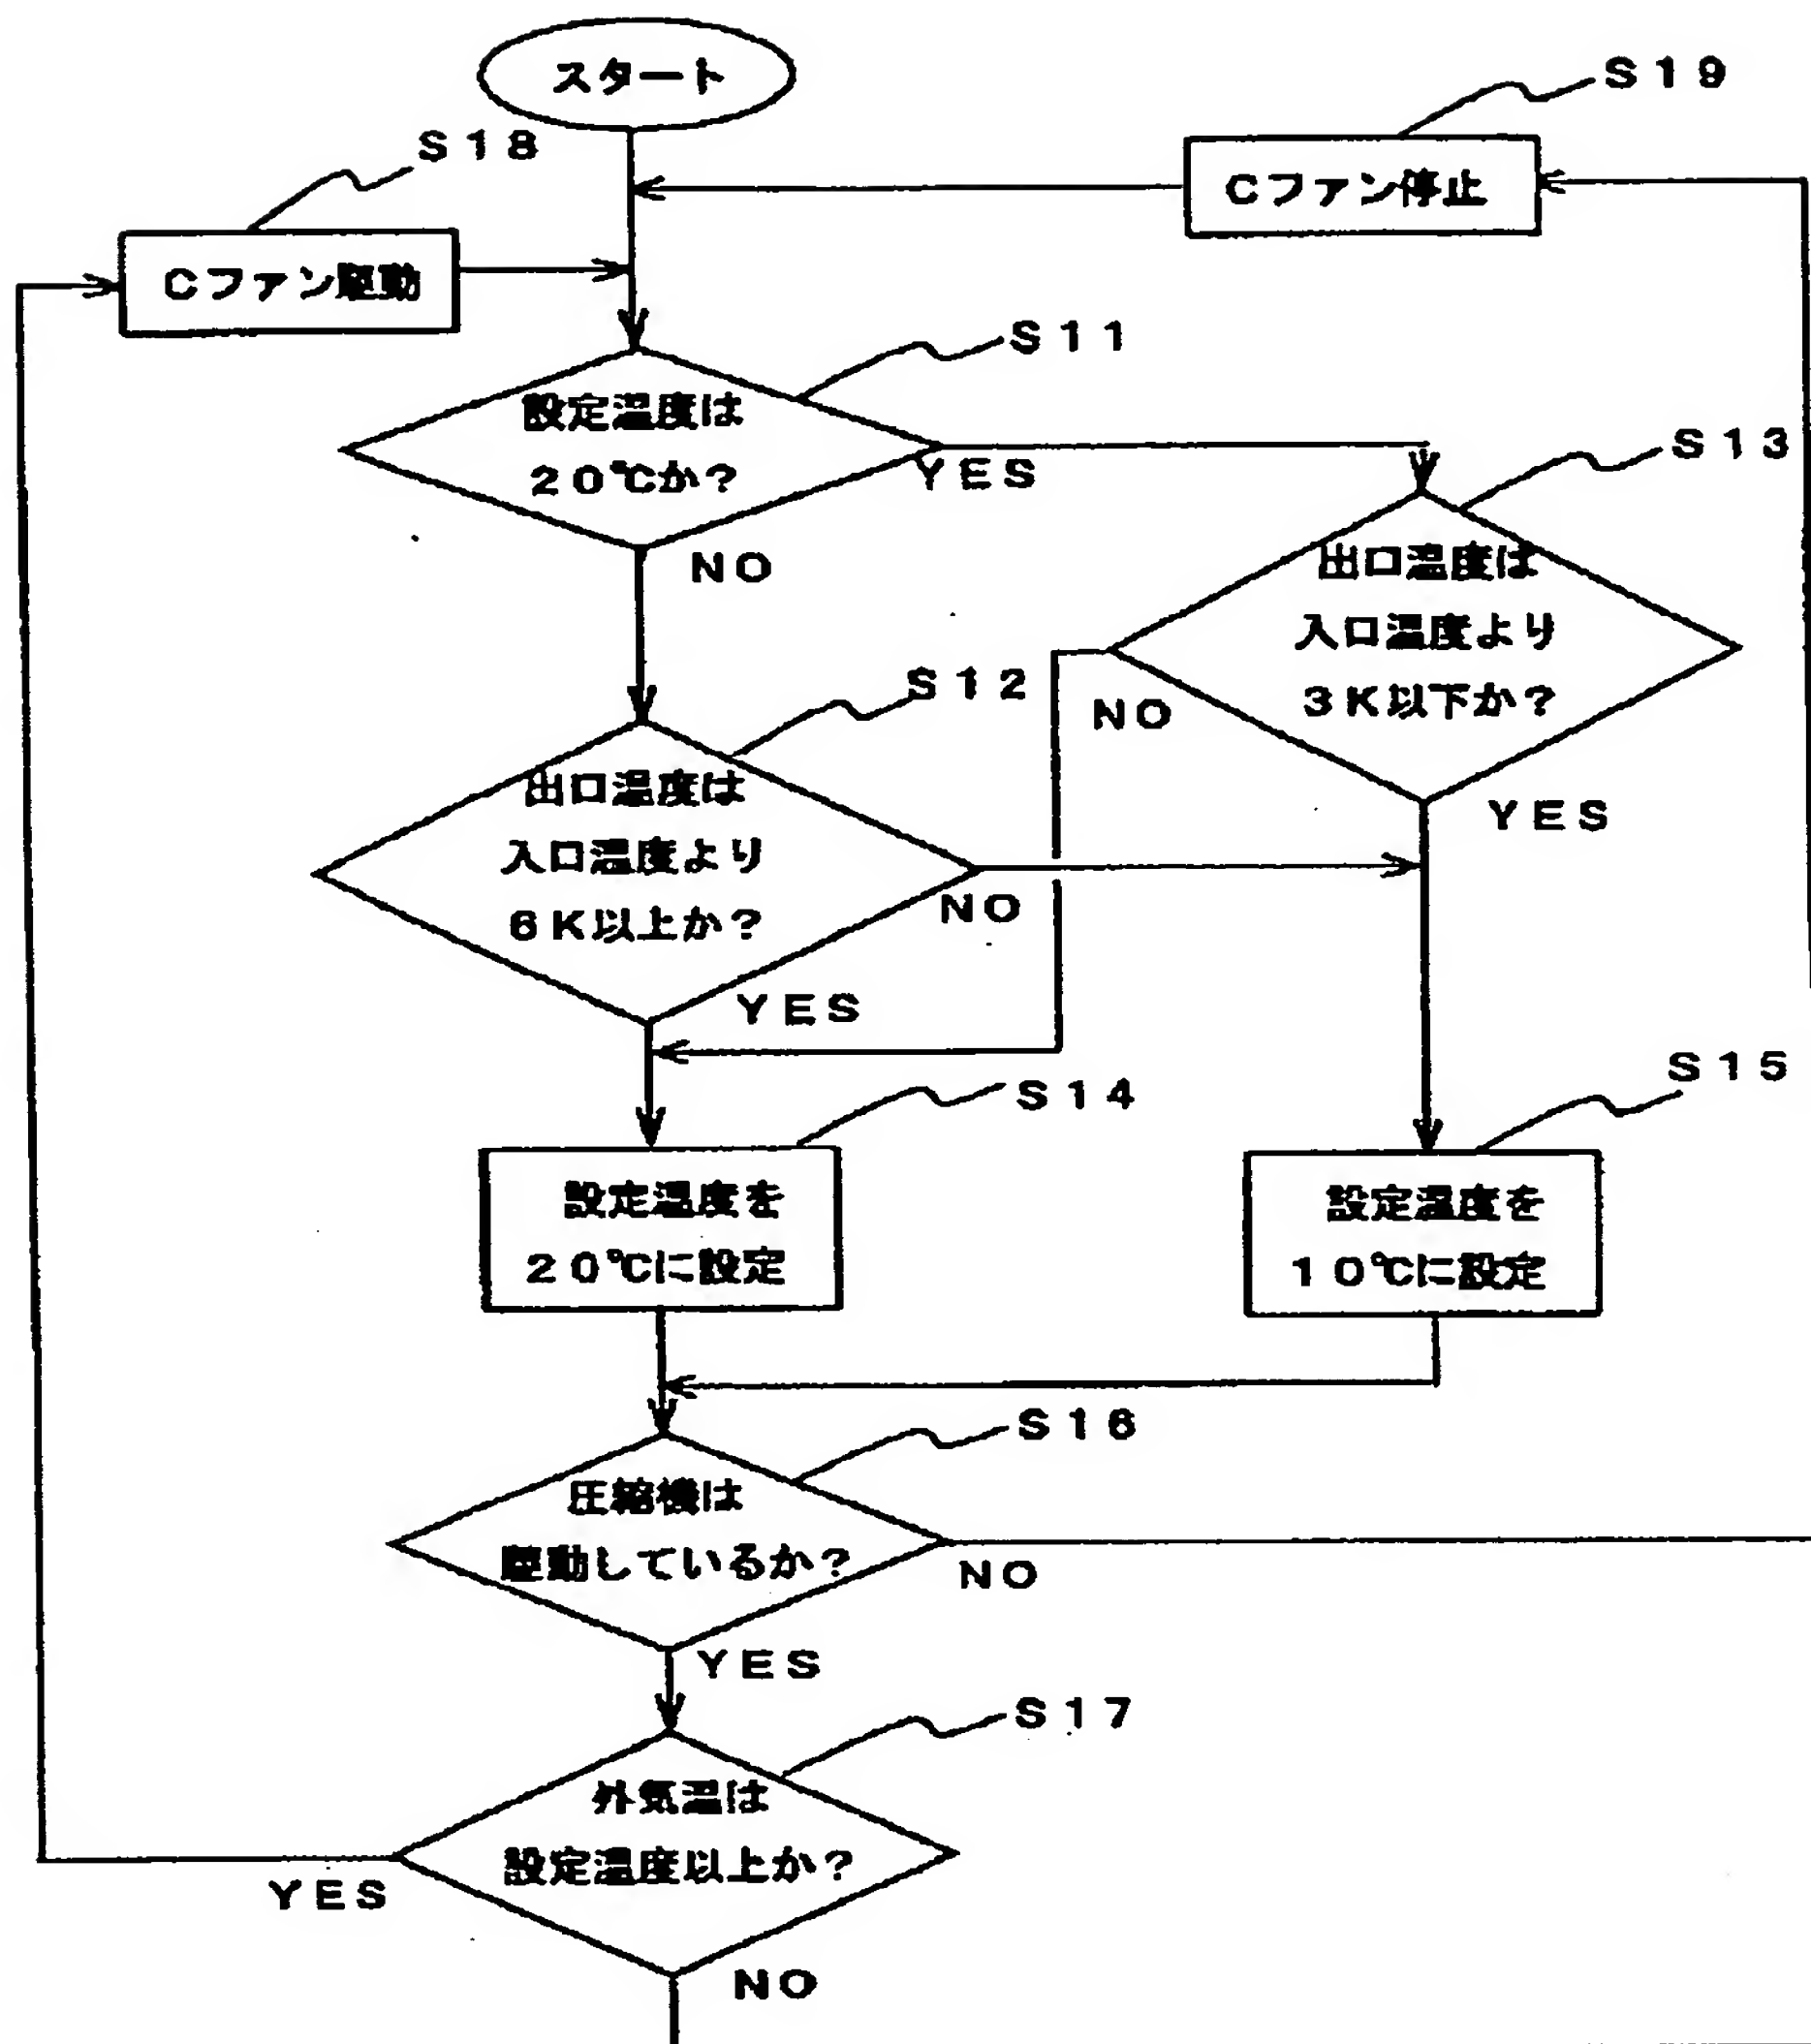 スタート
S19
S18
Cファン停止
Cファン駆動
S11
設定温度は
20℃か?
YES
S13
NO
出口温度は
入口温度より
3K以下か?
NO
YES
S12
出口温度は
入口温度より
6K以上か?
NO
YES
S14
S15
設定温度を
20℃に設定
設定温度を
10℃に設定
S16
圧縮機は
駆動しているか?
NO
YES
S17
外気温は
設定温度以上か?
YES
NO